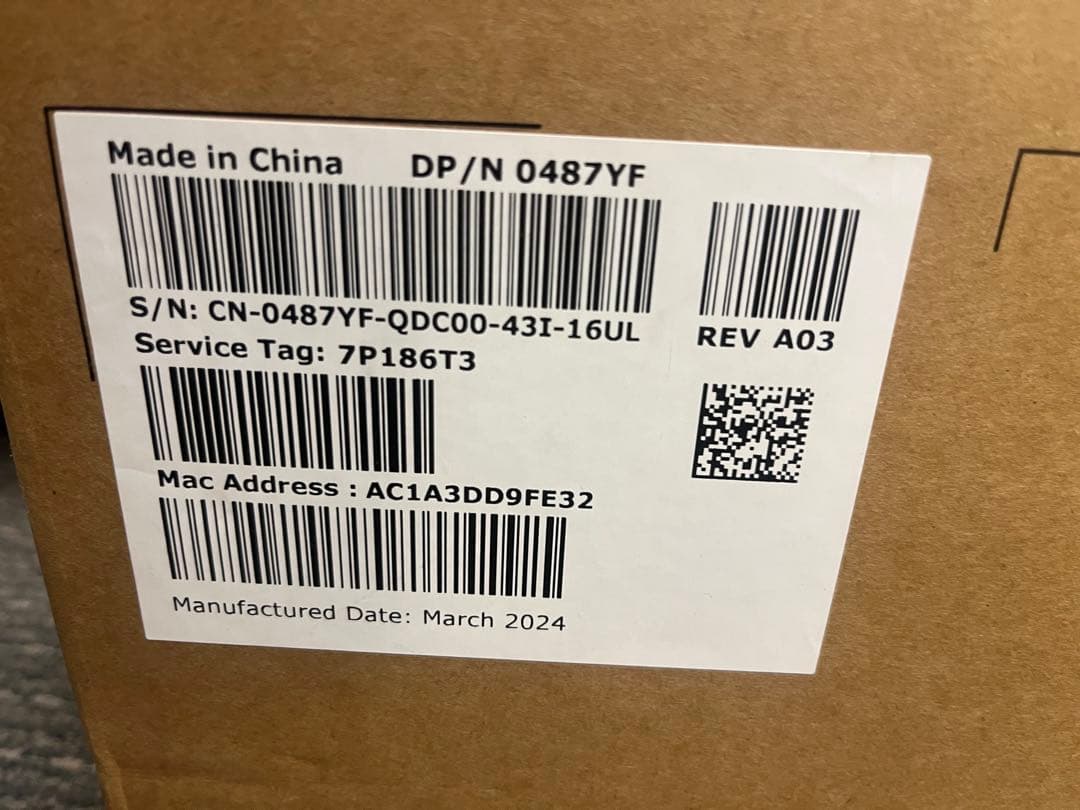 Made in China DP/N 0487YF
S/N: CN-0487YF-QDC00-43I-16UL
REV A03
Service Tag: 7P186T3
Mac Address : AC1A3DD9FE32
Manufactured Date: March 2024